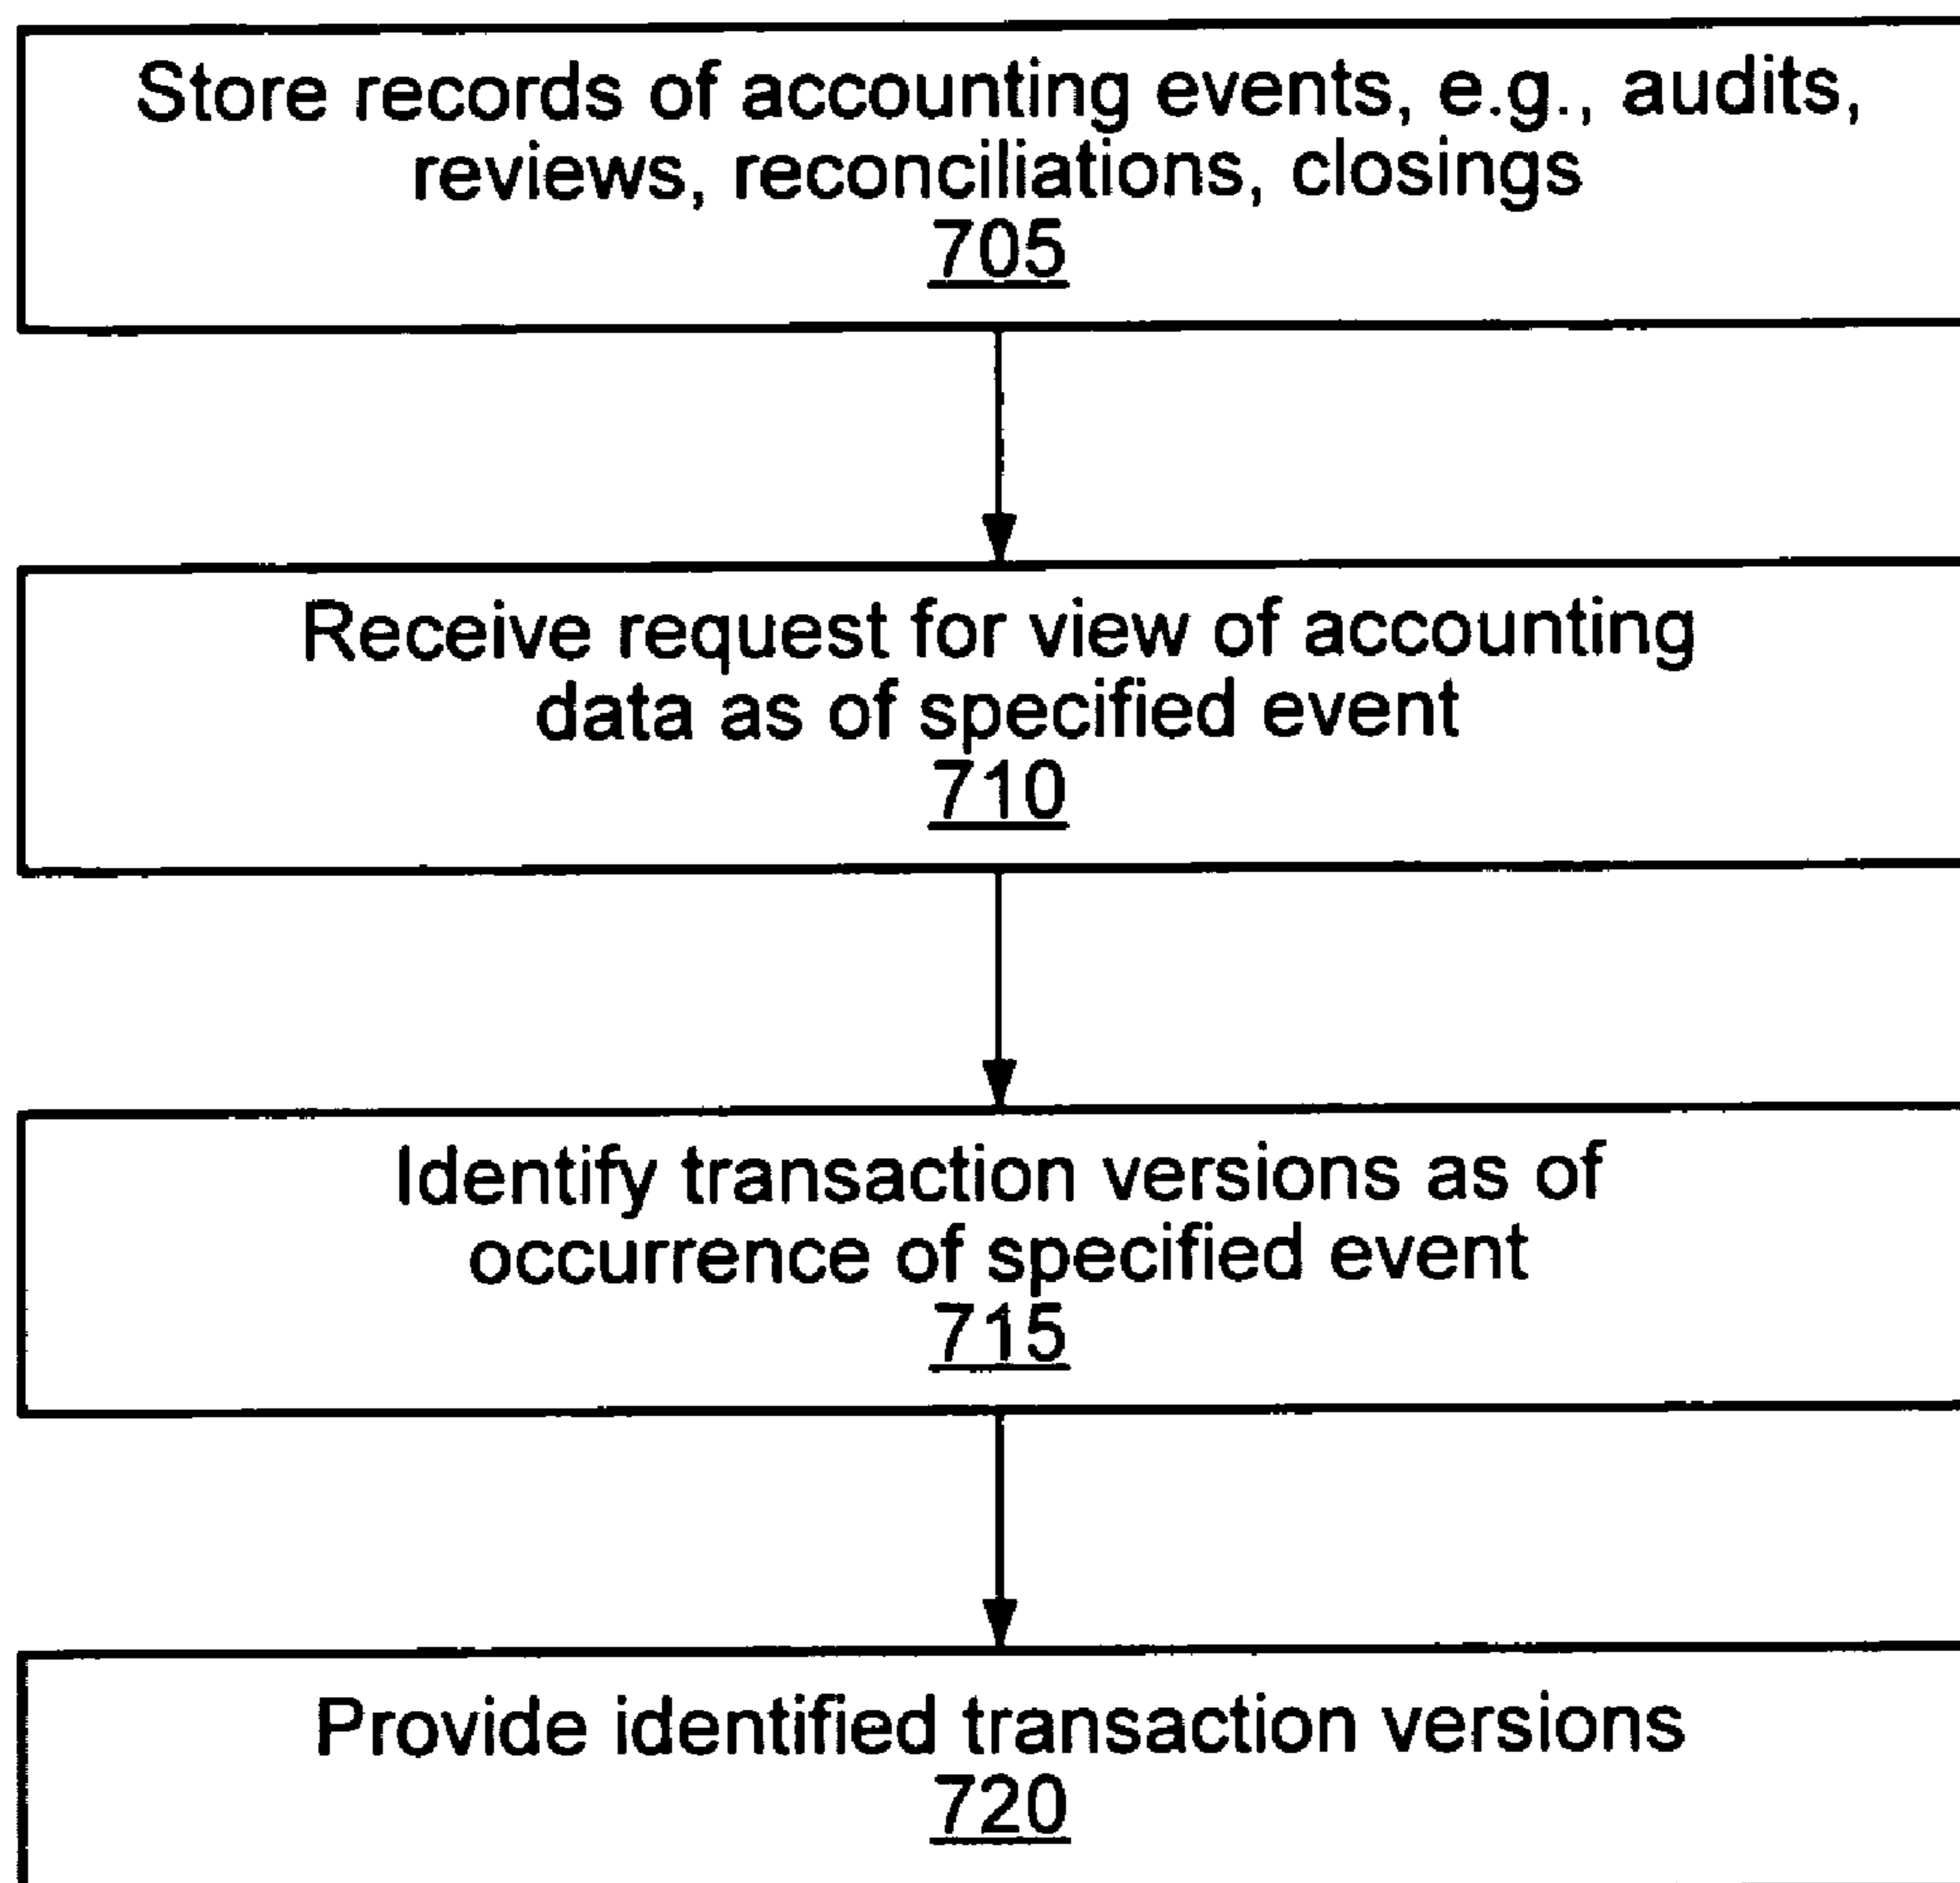 Store records of accounting events, e.g., audits,
reviews, reconciliations, closings
705
Receive request for view of accounting
data as of specified event
710
Identify transaction versions as of
occurrence of specified event
715
Provide identified transaction versions
720